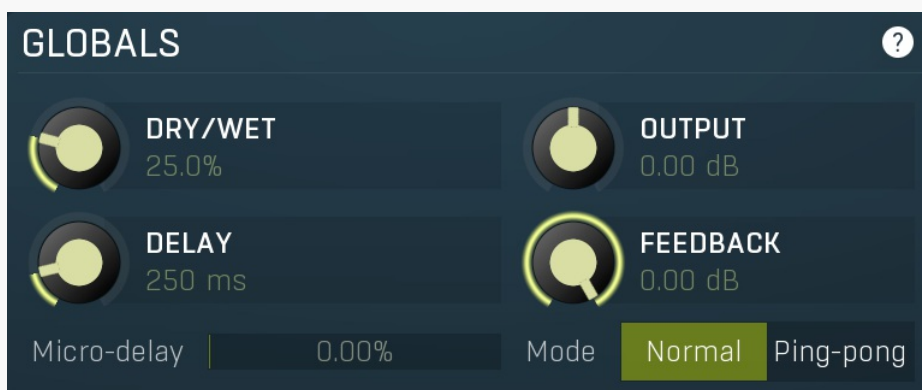 GLOBALS
?
DRY/WET
25.0%
OUTPUT
0.00 dB
DELAY
250 ms
FEEDBACK
0.00 dB
Micro-delay 0.00% Mode Normal Ping-pong